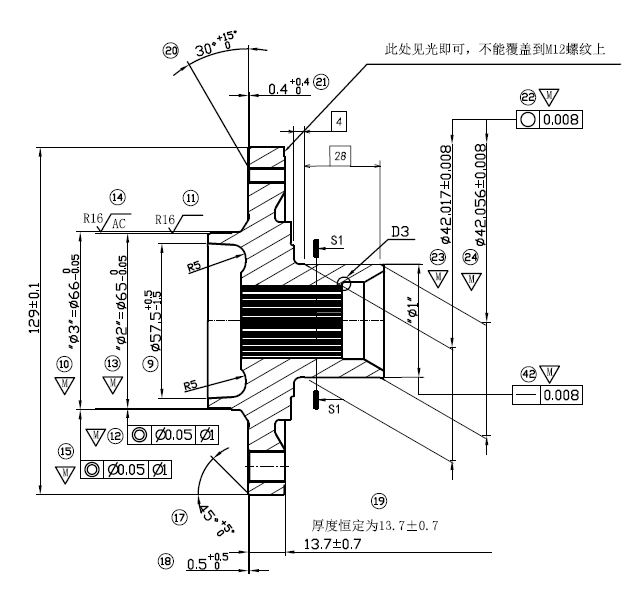 ⑳
30°+15° 0
此处见光即可，不能覆盖到M12螺纹上
0.4+0.4 0
㉑
㉒
M
0.008
4
28
⑭
R16
AC
⑪
R16
S1
D3
ø42.017±0.008
ø42.056±0.008
㉓
M
㉔
M
R5
129±0.1
"ø3"=ø66 0 -0.05
"ø2"=ø65 0 -0.05
ø57.5+0.5 -1.5
"ø1"
⑩
M
⑬
M
⑨
R5
S1
㊷
M
0.008
M
⑫
◎ Ø0.05 Ø1
⑮
M
◎ Ø0.05 Ø1
⑰
45°+5° 0
⑲
厚度恒定为13.7±0.7
13.7±0.7
⑱
0.5+0.5 0